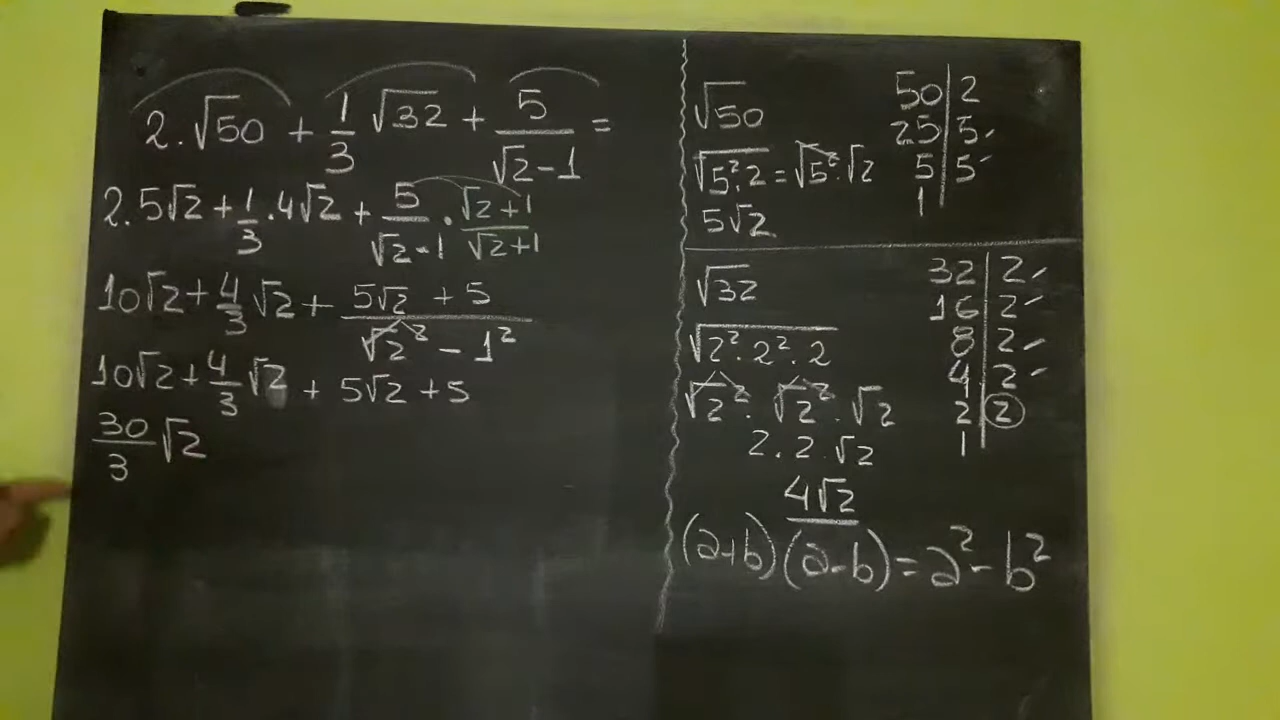 2.√50 + 1/3 √32 + 5/(√2-1) =
2.5√2 + 1/3 .4√2 + 5/(√2-1) . (√2+1)/(√2+1)
10√2 + 4/3 √2 + (5√2 + 5)/(√2² - 1²)
10√2 + 4/3 √2 + 5√2 + 5
30/3 √2
√50
√5².2 = √5².√2
5√2
50 | 2
25 | 5
5 | 5
1
√32
√2².2².2
√2² . √2² . √2
2.2.√2
4√2
32 | 2
16 | 2
8 | 2
4 | 2
2 | 2
1
(a+b)(a-b) = a² - b²